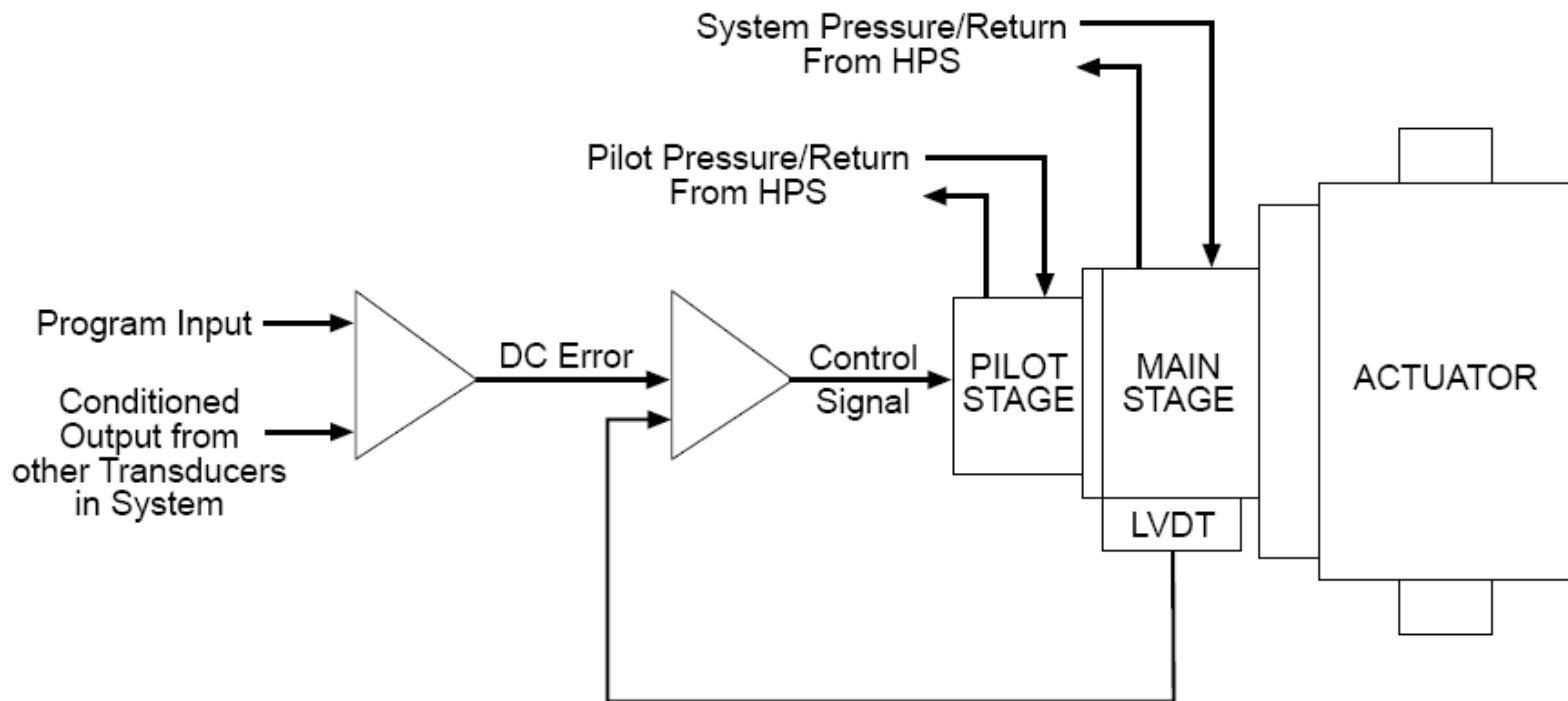 System Pressure/Return
From HPS
Pilot Pressure/Return
From HPS
Program Input
Conditioned
Output from
other Transducers
in System
DC Error
Control
Signal
PILOT
STAGE
MAIN
STAGE
LVDT
ACTUATOR